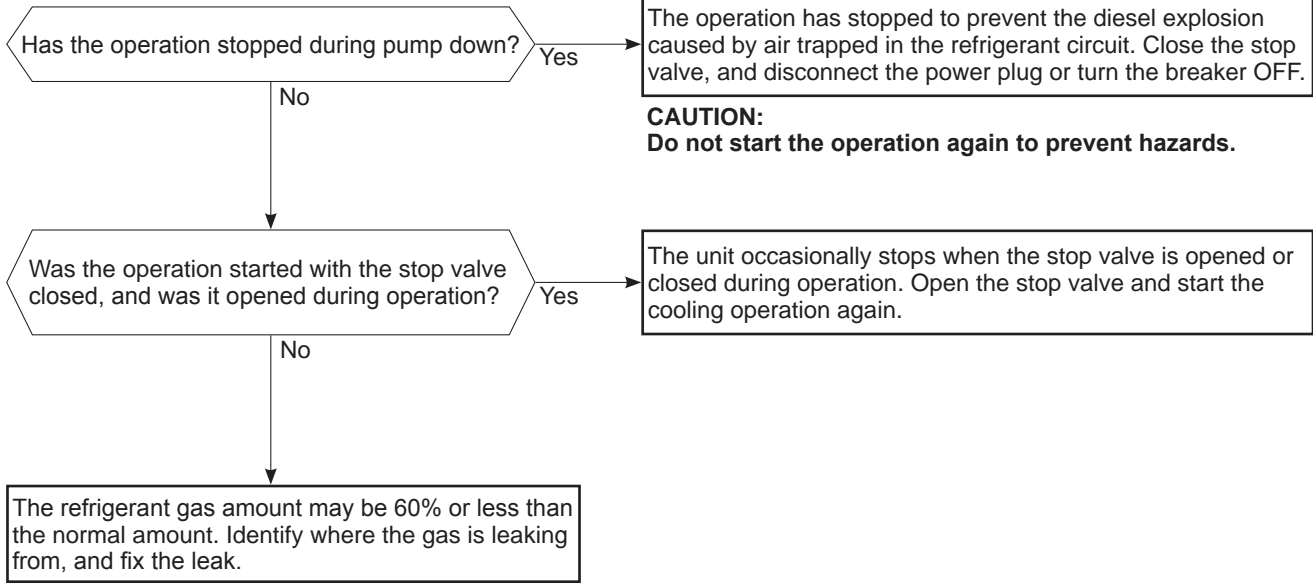 Has the operation stopped during pump down?
Yes
The operation has stopped to prevent the diesel explosion
caused by air trapped in the refrigerant circuit. Close the stop
valve, and disconnect the power plug or turn the breaker OFF.
CAUTION:
Do not start the operation again to prevent hazards.
No
Was the operation started with the stop valve
closed, and was it opened during operation?
Yes
The unit occasionally stops when the stop valve is opened or
closed during operation. Open the stop valve and start the
cooling operation again.
No
The refrigerant gas amount may be 60% or less than
the normal amount. Identify where the gas is leaking
from, and fix the leak.